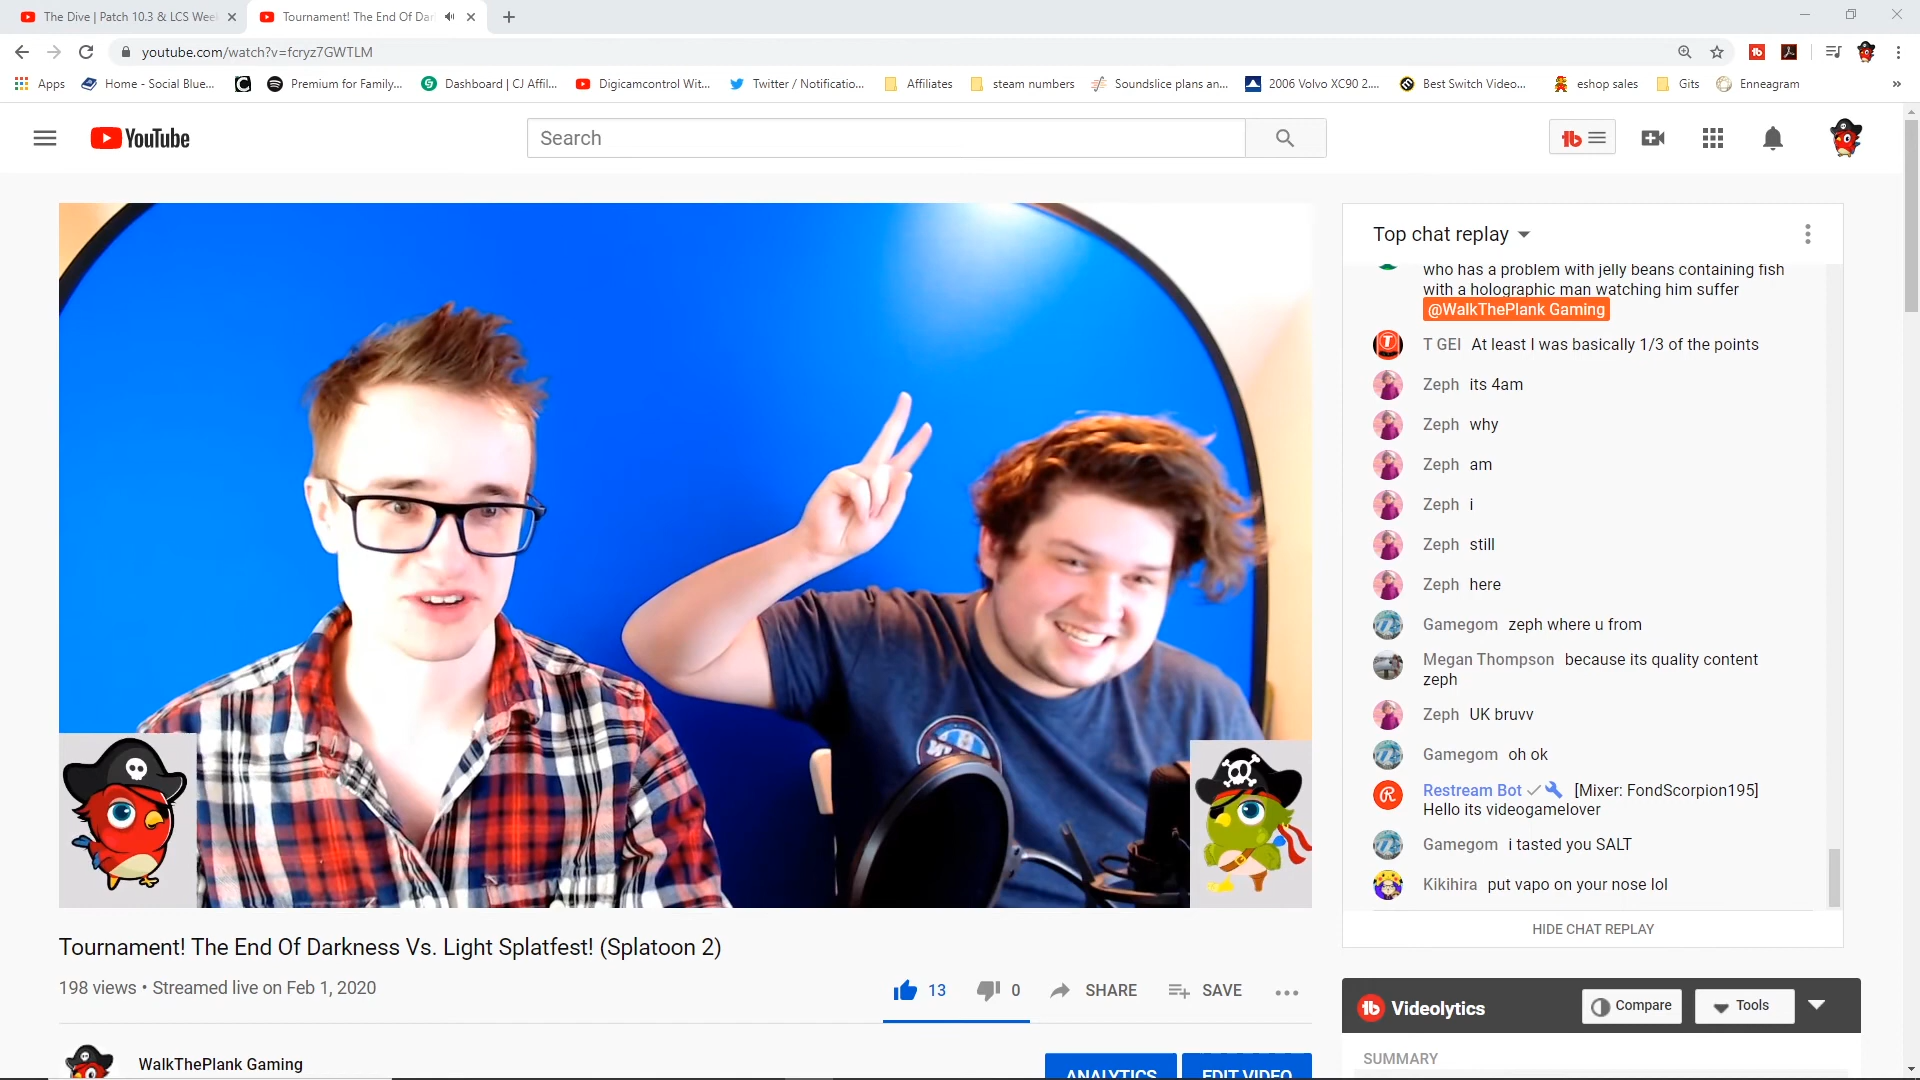 The Dive | Patch 10.3 & LCS Wee
Tournament! The End Of Dar
youtube.com/watch?v=fcryz7GWTLM
Apps
Home - Social Blue...
Premium for Family...
Dashboard | CJ Affil...
Digicamcontrol Wit...
Twitter / Notificatio...
Affiliates
steam numbers
Soundslice plans an...
2006 Volvo XC90 2....
Best Switch Video...
eshop sales
Gits
Enneagram
»
YouTube
Search
Top chat replay
who has a problem with jelly beans containing fish
with a holographic man watching him suffer
@WalkThePlank Gaming
T GEI At least I was basically 1/3 of the points
Zeph its 4am
Zeph why
Zeph am
Zeph i
Zeph still
Zeph here
Gamegom zeph where u from
Megan Thompson because its quality content
zeph
Zeph UK bruvv
Gamegom oh ok
Restream Bot [Mixer: FondScorpion195]
Hello its videogamelover
Gamegom i tasted you SALT
Kikihira put vapo on your nose lol
HIDE CHAT REPLAY
Tournament! The End Of Darkness Vs. Light Splatfest! (Splatoon 2)
198 views • Streamed live on Feb 1, 2020
13
0
SHARE
SAVE
Videolytics
Compare
Tools
SUMMARY
WalkThePlank Gaming
ANALYTICS
EDIT VIDEO